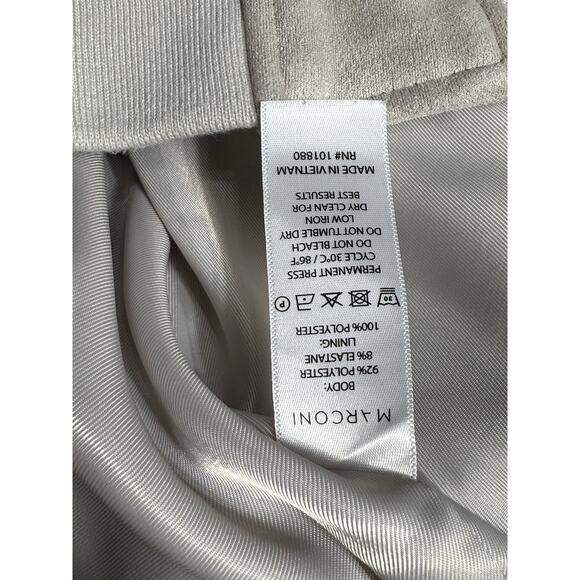 MARCONI
BODY:
92% POLYESTER
8% ELASTANE
LINING:
100% POLYESTER
30 P
PERMANENT PRESS
CYCLE 30°C / 86°F
DO NOT BLEACH
DO NOT TUMBLE DRY
LOW IRON
DRY CLEAN FOR
BEST RESULTS
MADE IN VIETNAM
RN# 101880